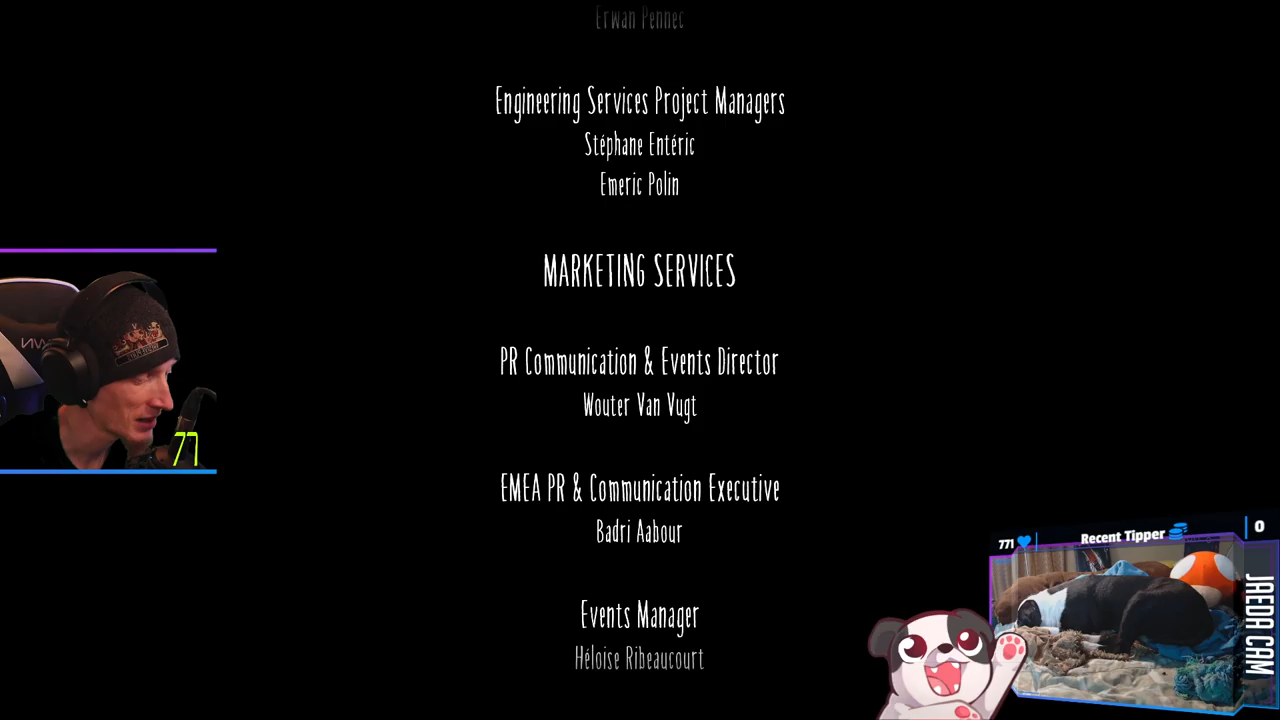 Erwan Pennec
Engineering Services Project Managers
Stéphane Entéric
Emeric Polin
MARKETING SERVICES
PR Communication & Events Director
Wouter Van Vugt
EMEA PR & Communication Executive
Badri Aabour
Events Manager
Héloise Ribeaucourt
77
771
Recent Tipper
0
JAEDA CAM